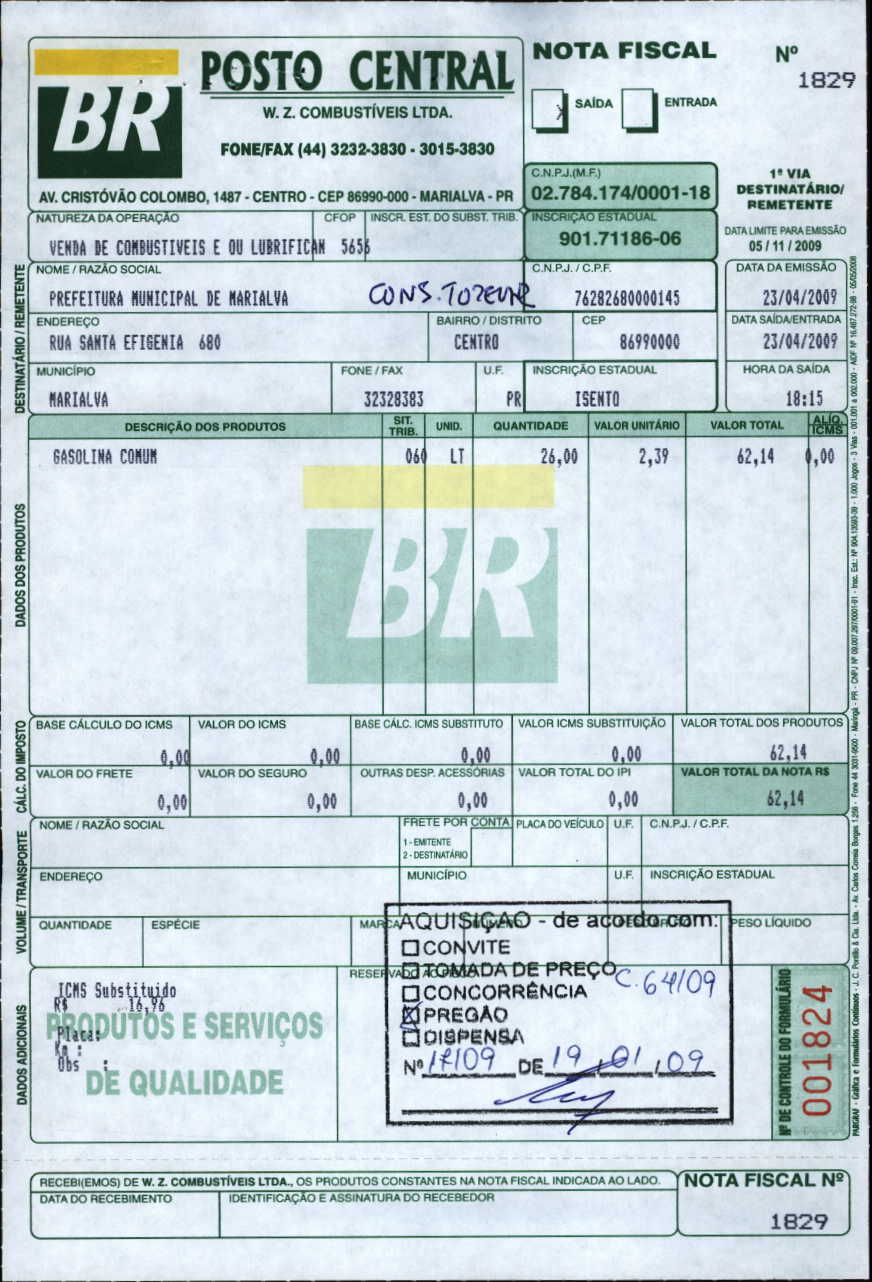 BR
POSTO CENTRAL
W. Z. COMBUSTÍVEIS LTDA.
FONE/FAX (44) 3232-3830 - 3015-3830
AV. CRISTÓVÃO COLOMBO, 1487 - CENTRO - CEP 86990-000 - MARIALVA - PR
NOTA FISCAL Nº
1829
X SAÍDA ENTRADA
C.N.P.J.(M.F.)
02.784.174/0001-18
1ª VIA
DESTINATÁRIO/
REMETENTE
NATUREZA DA OPERAÇÃO CFOP INSCR. EST. DO SUBST. TRIB. INSCRIÇÃO ESTADUAL
VENDA DE COMBUSTIVEIS E OU LUBRIFICAN 5656 901.71186-06
DATA LIMITE PARA EMISSÃO
05 / 11 / 2009
DESTINATÁRIO / REMETENTE
NOME / RAZÃO SOCIAL C.N.P.J. / C.P.F. DATA DA EMISSÃO
PREFEITURA MUNICIPAL DE MARIALVA CONS. 76282680000145 23/04/2009
ENDEREÇO BAIRRO / DISTRITO CEP DATA SAÍDA/ENTRADA
RUA SANTA EFIGENIA 680 CENTRO 86990000 23/04/2009
MUNICÍPIO FONE / FAX U.F. INSCRIÇÃO ESTADUAL HORA DA SAÍDA
MARIALVA 32328383 PR ISENTO 18:15
DADOS DOS PRODUTOS
DESCRIÇÃO DOS PRODUTOS SIT. TRIB. UNID. QUANTIDADE VALOR UNITÁRIO VALOR TOTAL ALÍQ ICMS
GASOLINA COMUM 060 LT 26,00 2,39 62,14 0,00
BR
CÁLC. DO IMPOSTO
BASE CÁLCULO DO ICMS VALOR DO ICMS BASE CÁLC. ICMS SUBSTITUTO VALOR ICMS SUBSTITUIÇÃO VALOR TOTAL DOS PRODUTOS
0,00 0,00 0,00 0,00 62,14
VALOR DO FRETE VALOR DO SEGURO OUTRAS DESP. ACESSÓRIAS VALOR TOTAL DO IPI VALOR TOTAL DA NOTA R$
0,00 0,00 0,00 0,00 62,14
VOLUME / TRANSPORTE
NOME / RAZÃO SOCIAL FRETE POR CONTA PLACA DO VEÍCULO U.F. C.N.P.J. / C.P.F.
1 - EMITENTE
2 - DESTINATÁRIO
ENDEREÇO MUNICÍPIO U.F. INSCRIÇÃO ESTADUAL
QUANTIDADE ESPÉCIE MARCA PESO LÍQUIDO
AQUISIÇÃO - de acordo com:
CONVITE
TOMADA DE PREÇO
C. 64/09
CONCORRÊNCIA
X PREGÃO
DISPENSA
Nº 17/09 DE 19 / 01 / 09
DADOS ADICIONAIS
RESERVADO AO FISCO
ICMS Substituido
R$ 16,96
Placa:
Km :
Obs :
PRODUTOS E SERVIÇOS
DE QUALIDADE
Nº DE CONTROLE DO FORMULÁRIO
001824
RECEBI(EMOS) DE W. Z. COMBUSTÍVEIS LTDA., OS PRODUTOS CONSTANTES NA NOTA FISCAL INDICADA AO LADO.
DATA DO RECEBIMENTO IDENTIFICAÇÃO E ASSINATURA DO RECEBEDOR
NOTA FISCAL Nº
1829